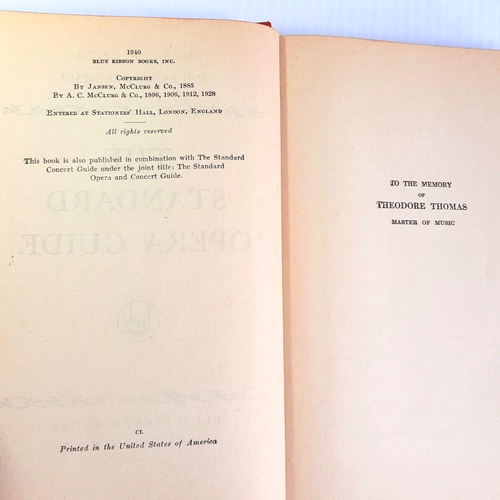 1940
BLUE RIBBON BOOKS, INC.
COPYRIGHT
BY JANSEN, MCCLURG & CO., 1885
BY A. C. MCCLURG & CO., 1896, 1906, 1912, 1928
ENTERED AT STATIONERS' HALL, LONDON, ENGLAND
All rights reserved
This book is also published in combination with The Standard
Concert Guide under the joint title: The Standard
Opera and Concert Guide.
STANDARD
OPERA GUIDE
CL
Printed in the United States of America
TO THE MEMORY
OF
THEODORE THOMAS
MASTER OF MUSIC